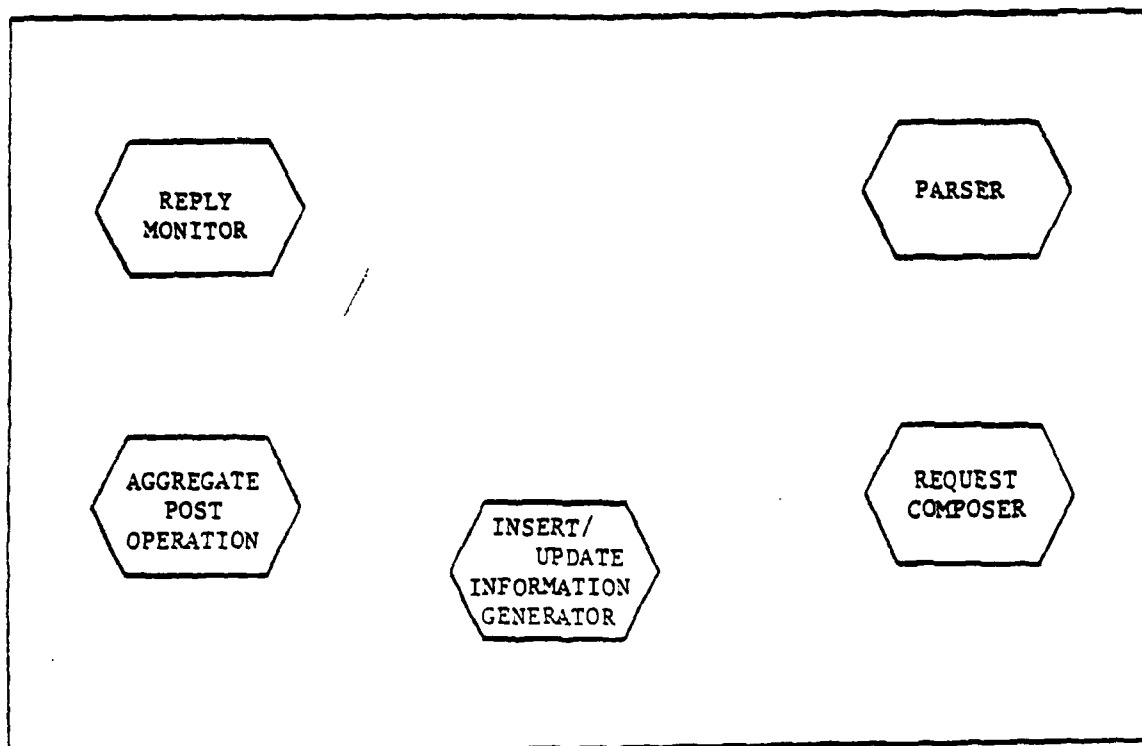 REPLY
MONITOR
PARSER
AGGREGATE
POST
OPERATION
INSERT/
UPDATE
INFORMATION
GENERATOR
REQUEST
COMPOSER